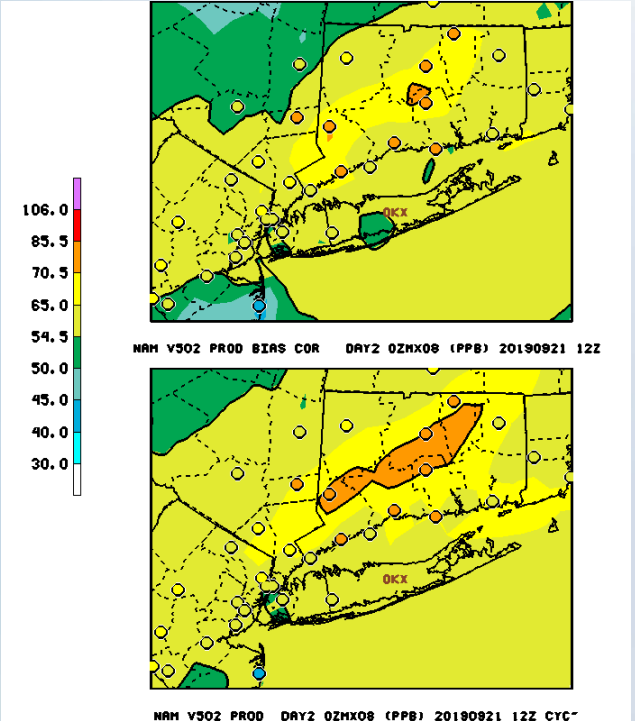 OKX
106.0
85.5
70.5
65.0
54.5
50.0
45.0
40.0
30.0
NAM V502 PROD BIAS COR DAY2 OZMX08 (PPB) 20190921 12Z
OKX
NAM V502 PROD DAY2 OZMX08 (PPB) 20190921 12Z CYC~